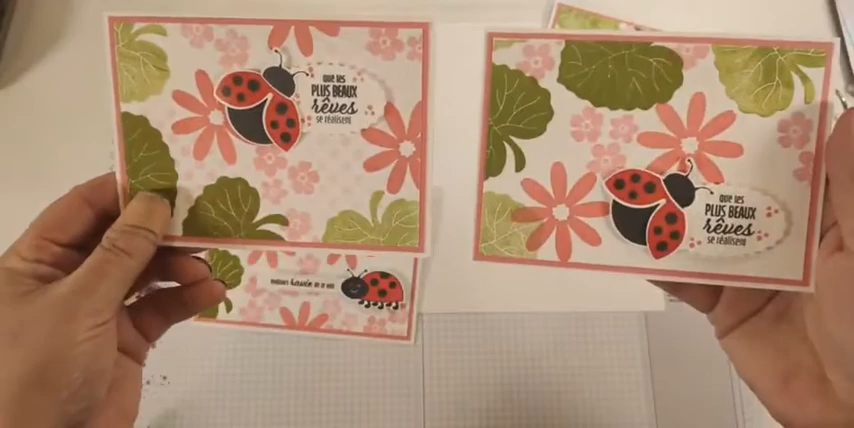 que les
PLUS BEAUX
rêves
se réalisent
que les
PLUS BEAUX
rêves
se réalisent